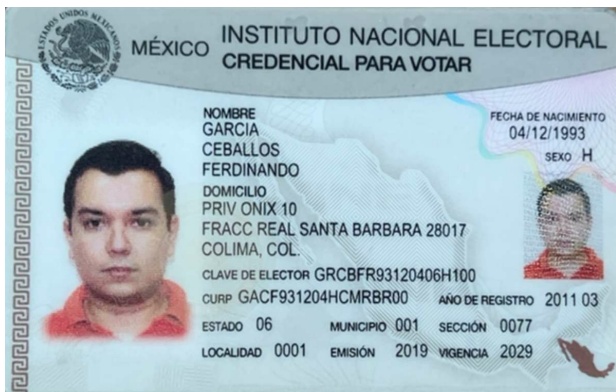 ESTADOS UNIDOS MEXICANOS
MÉXICO INSTITUTO NACIONAL ELECTORAL
CREDENCIAL PARA VOTAR
NOMBRE
GARCIA
CEBALLOS
FERDINANDO
FECHA DE NACIMIENTO
04/12/1993
SEXO H
DOMICILIO
PRIV ONIX 10
FRACC REAL SANTA BARBARA 28017
COLIMA, COL.
CLAVE DE ELECTOR GRCBFR93120406H100
CURP GACF931204HCMRBR00 AÑO DE REGISTRO 2011 03
ESTADO 06 MUNICIPIO 001 SECCIÓN 0077
LOCALIDAD 0001 EMISIÓN 2019 VIGENCIA 2029